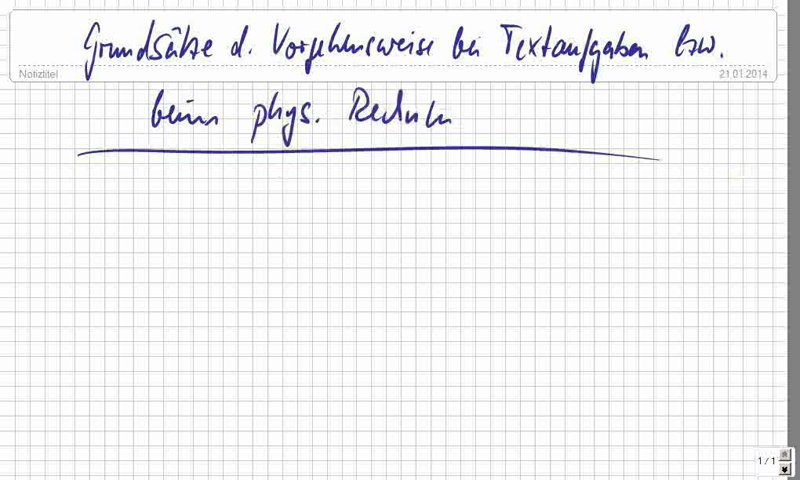 Grundsätze d. Vorgehensweise bei Textaufgaben bzw.
Notiztitel
21.01.2014
beim phys. Rechnen
1 / 1